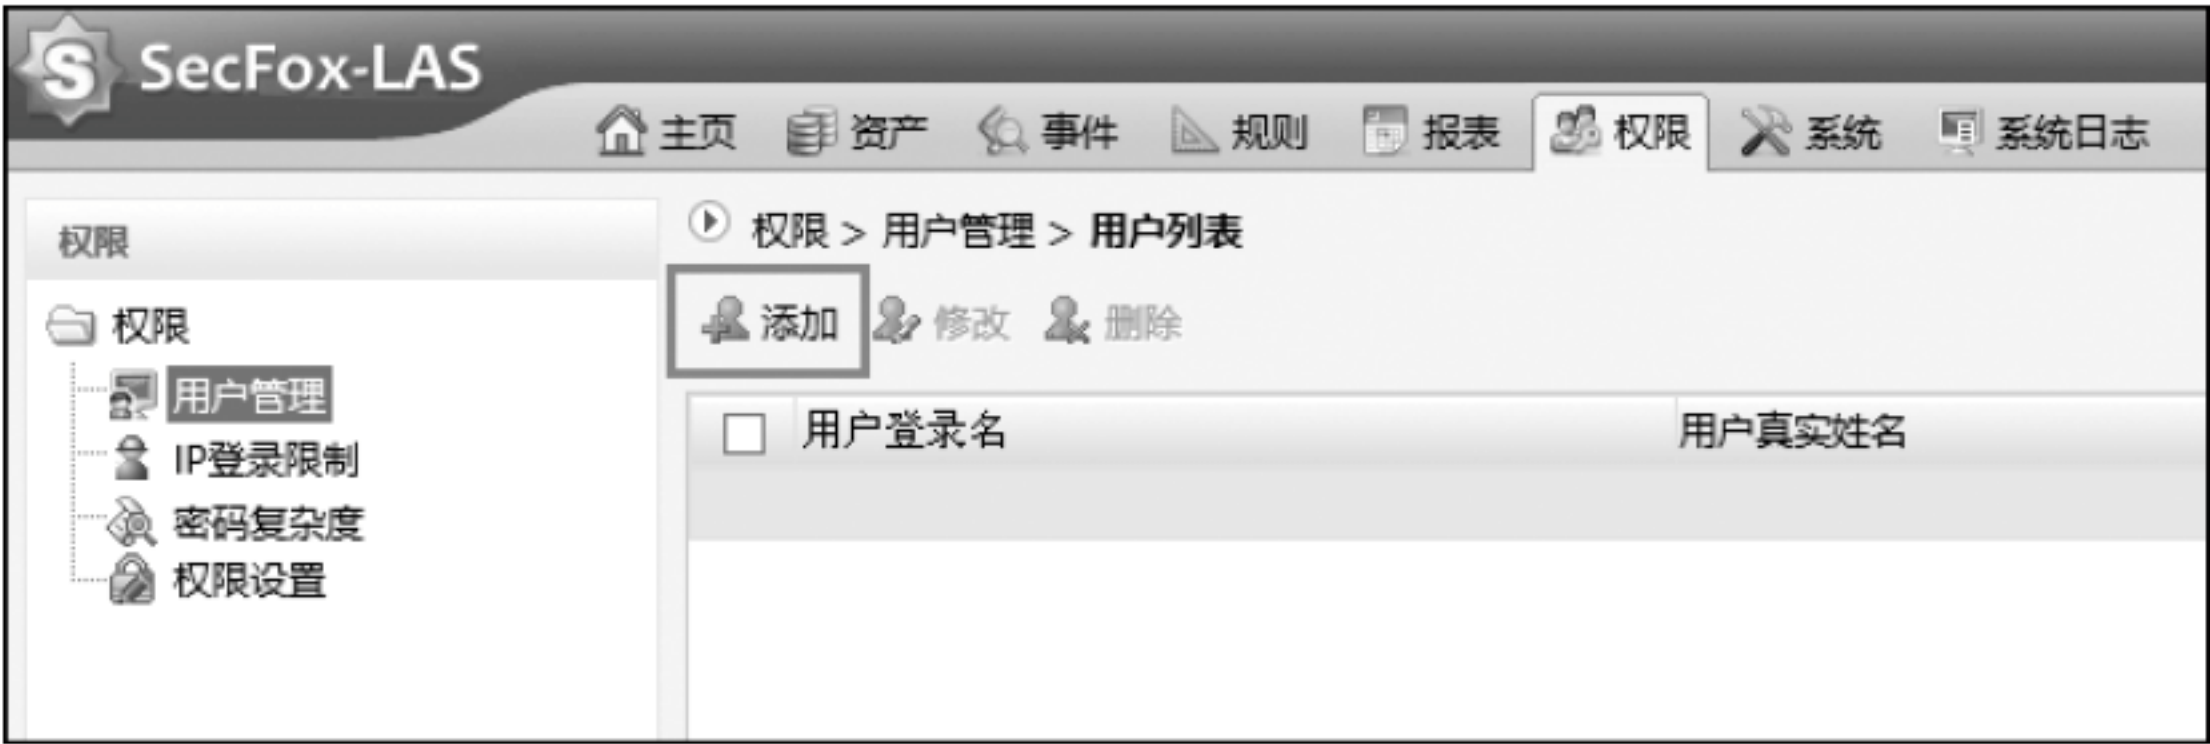 SecFox-LAS
主页 资产 事件 规则 报表 权限 系统 系统日志
权限
权限
用户管理
IP登录限制
密码复杂度
权限设置
权限 > 用户管理 > 用户列表
添加 修改 删除
用户登录名 用户真实姓名